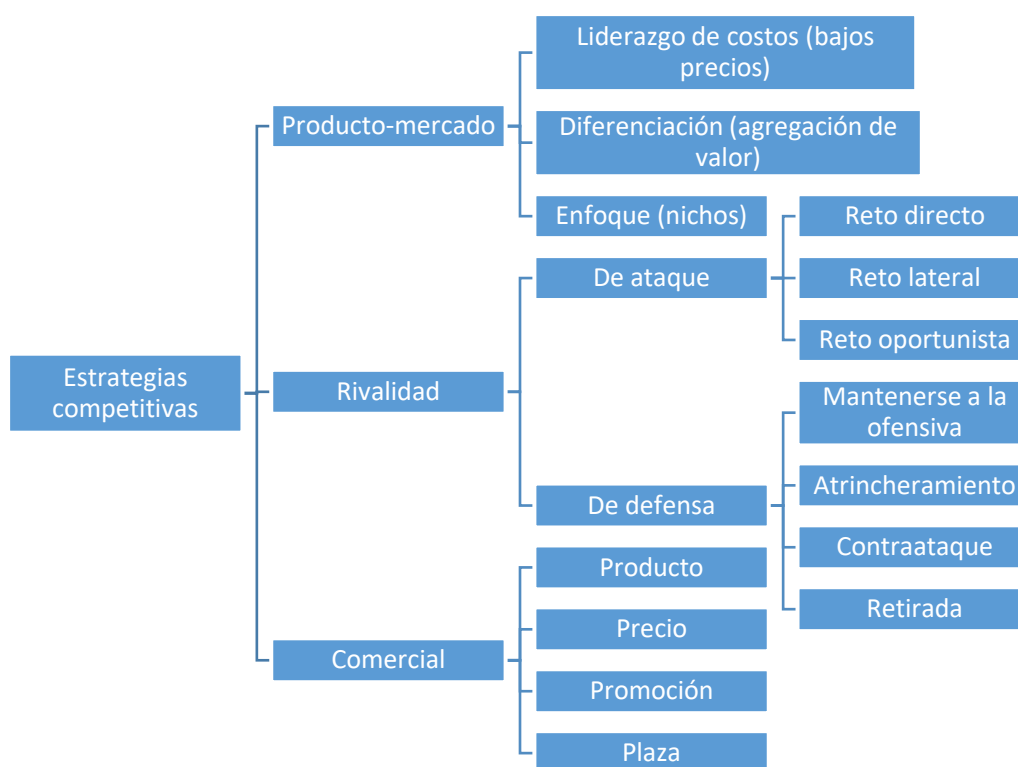 Estrategias
competitivas
Producto-mercado
Liderazgo de costos (bajos
precios)
Diferenciación (agregación de
valor)
Enfoque (nichos)
Rivalidad
De ataque
Reto directo
Reto lateral
Reto oportunista
De defensa
Mantenerse a la
ofensiva
Atrincheramiento
Contraataque
Retirada
Comercial
Producto
Precio
Promoción
Plaza